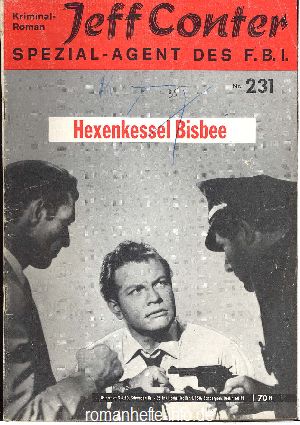 Kriminal-
Roman
Jeff Conter
SPEZIAL-AGENT DES F.B.I.
Nr. 231
Hexenkessel Bisbee
70 Pf
romanhefte-info.de